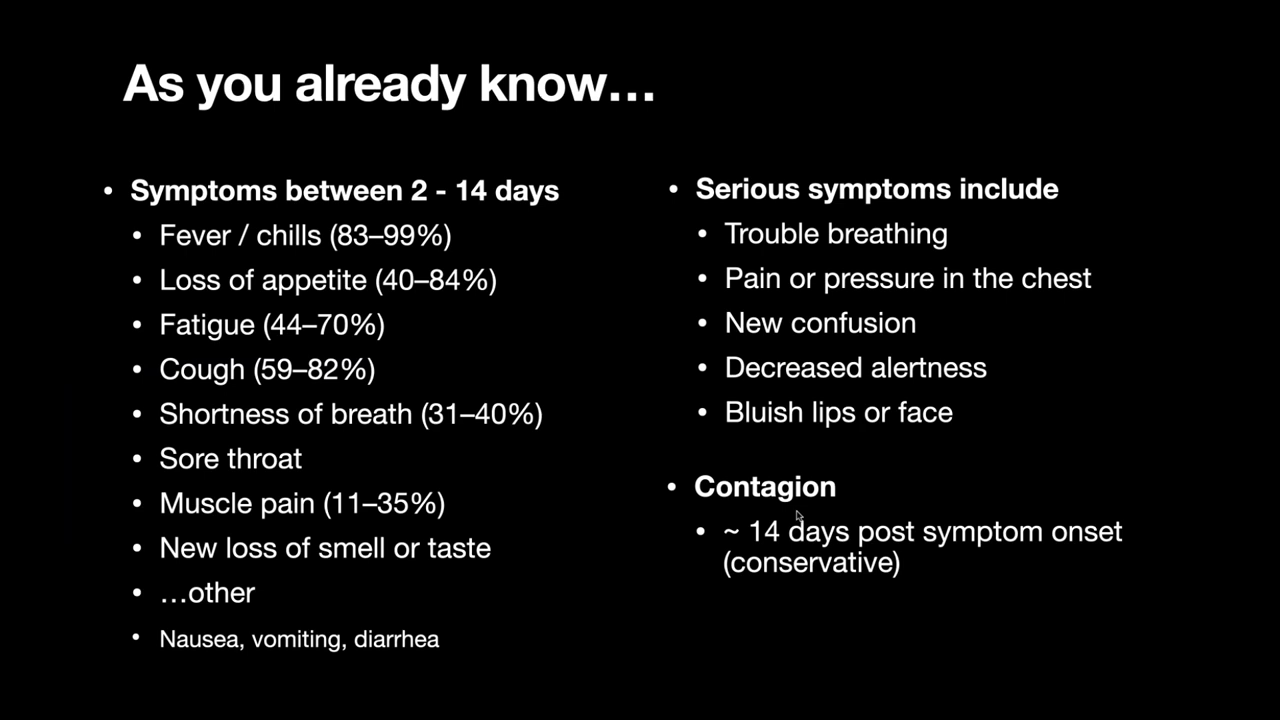 As you already know…
• Symptoms between 2 - 14 days
• Fever / chills (83–99%)
• Loss of appetite (40–84%)
• Fatigue (44–70%)
• Cough (59–82%)
• Shortness of breath (31–40%)
• Sore throat
• Muscle pain (11–35%)
• New loss of smell or taste
• …other
• Nausea, vomiting, diarrhea
• Serious symptoms include
• Trouble breathing
• Pain or pressure in the chest
• New confusion
• Decreased alertness
• Bluish lips or face
• Contagion
• ~ 14 days post symptom onset
(conservative)